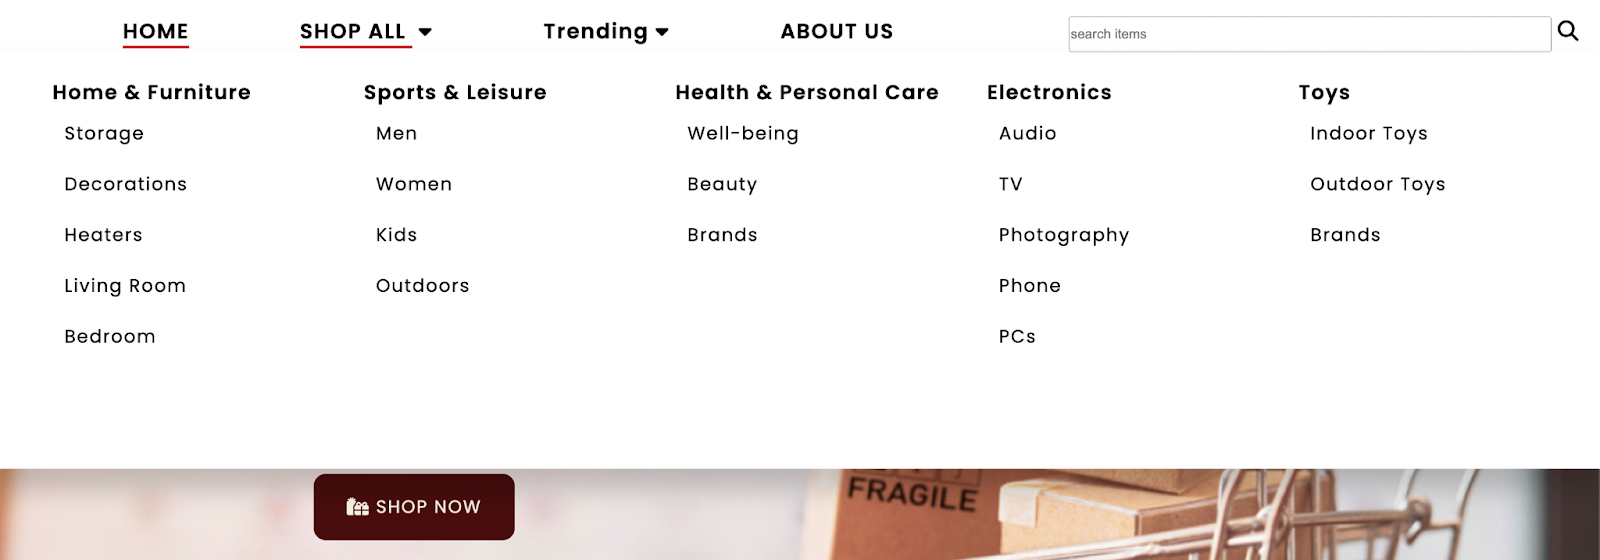 HOME
SHOP ALL
Trending
ABOUT US
search items
Home & Furniture
Storage
Decorations
Heaters
Living Room
Bedroom
Sports & Leisure
Men
Women
Kids
Outdoors
Health & Personal Care
Well-being
Beauty
Brands
Electronics
Audio
TV
Photography
Phone
PCs
Toys
Indoor Toys
Outdoor Toys
Brands
SHOP NOW
FRAGILE